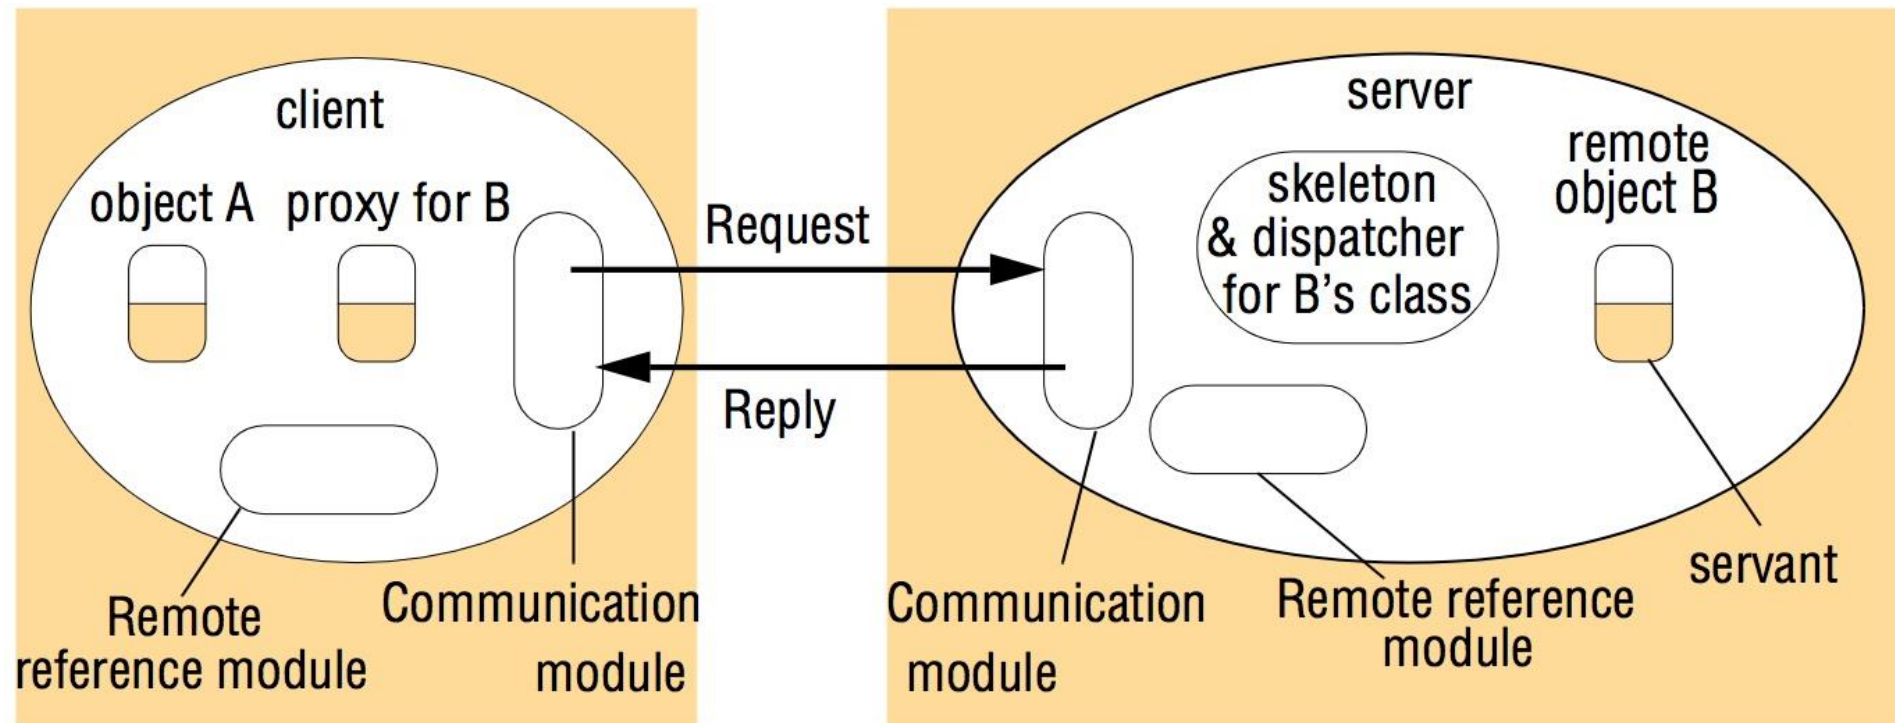 client
object A
proxy for B
Remote
reference module
Communication
module
Request
Reply
server
skeleton
& dispatcher
for B’s class
remote
object B
Communication
module
Remote reference
module
servant